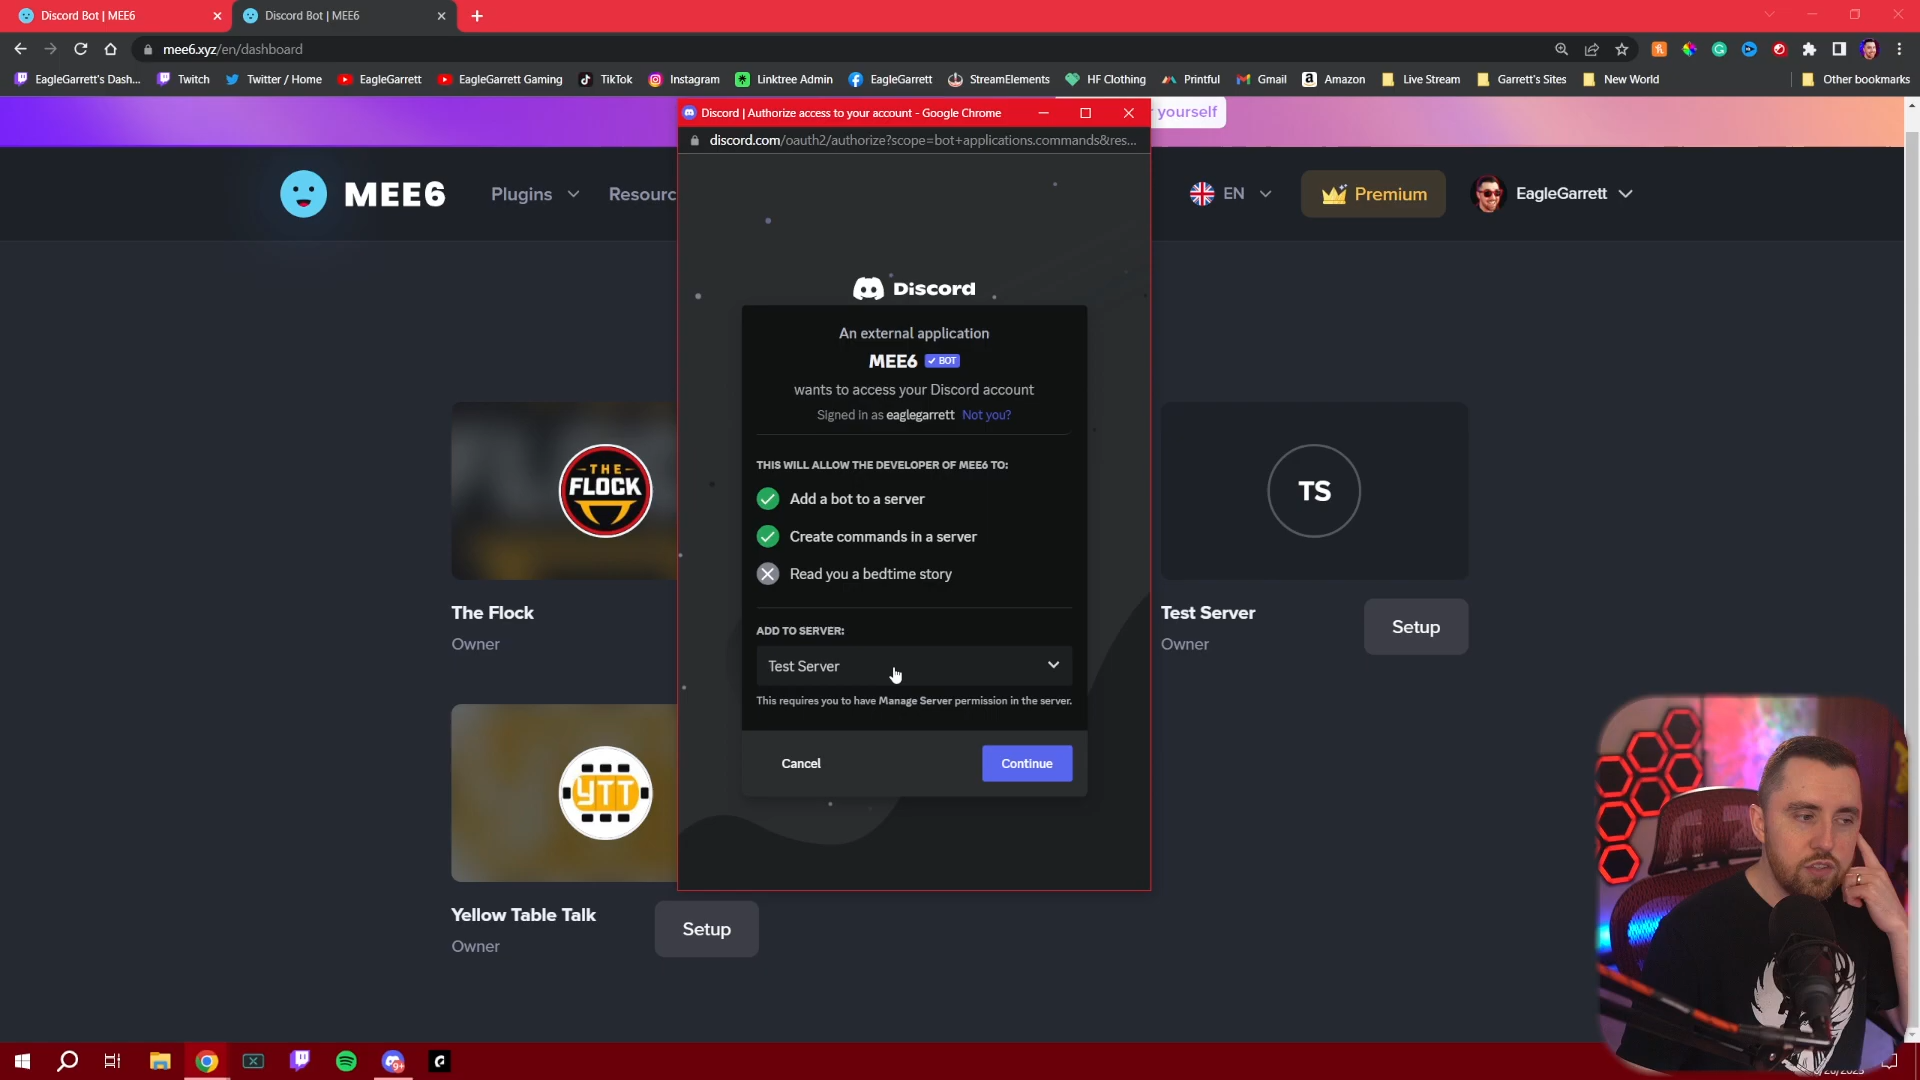 Discord Bot | MEE6
Discord Bot | MEE6
mee6.xyz/en/dashboard
EagleGarrett's Dash...
Twitch
Twitter / Home
EagleGarrett
EagleGarrett Gaming
TikTok
Instagram
Linktree Admin
EagleGarrett
StreamElements
HF Clothing
Printful
Gmail
Amazon
Live Stream
Garrett's Sites
New World
Other bookmarks
Discord | Authorize access to your account - Google Chrome
yourself
discord.com/oauth2/authorize?scope=bot+applications.commands&res...
MEE6
Plugins
Resourc
EN
Premium
EagleGarrett
Discord
An external application
MEE6 BOT
wants to access your Discord account
Signed in as eaglegarrett Not you?
THIS WILL ALLOW THE DEVELOPER OF MEE6 TO:
Add a bot to a server
Create commands in a server
Read you a bedtime story
ADD TO SERVER:
Test Server
This requires you to have Manage Server permission in the server.
Cancel
Continue
THE
FLOCK
The Flock
Owner
TS
Test Server
Owner
Setup
YTT
Yellow Table Talk
Owner
Setup
9+